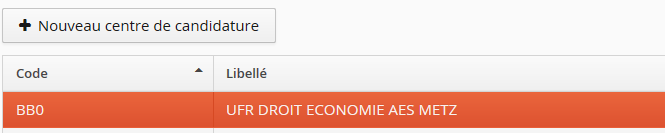 Nouveau centre de candidature
Code Libellé
BB0 UFR DROIT ECONOMIE AES METZ